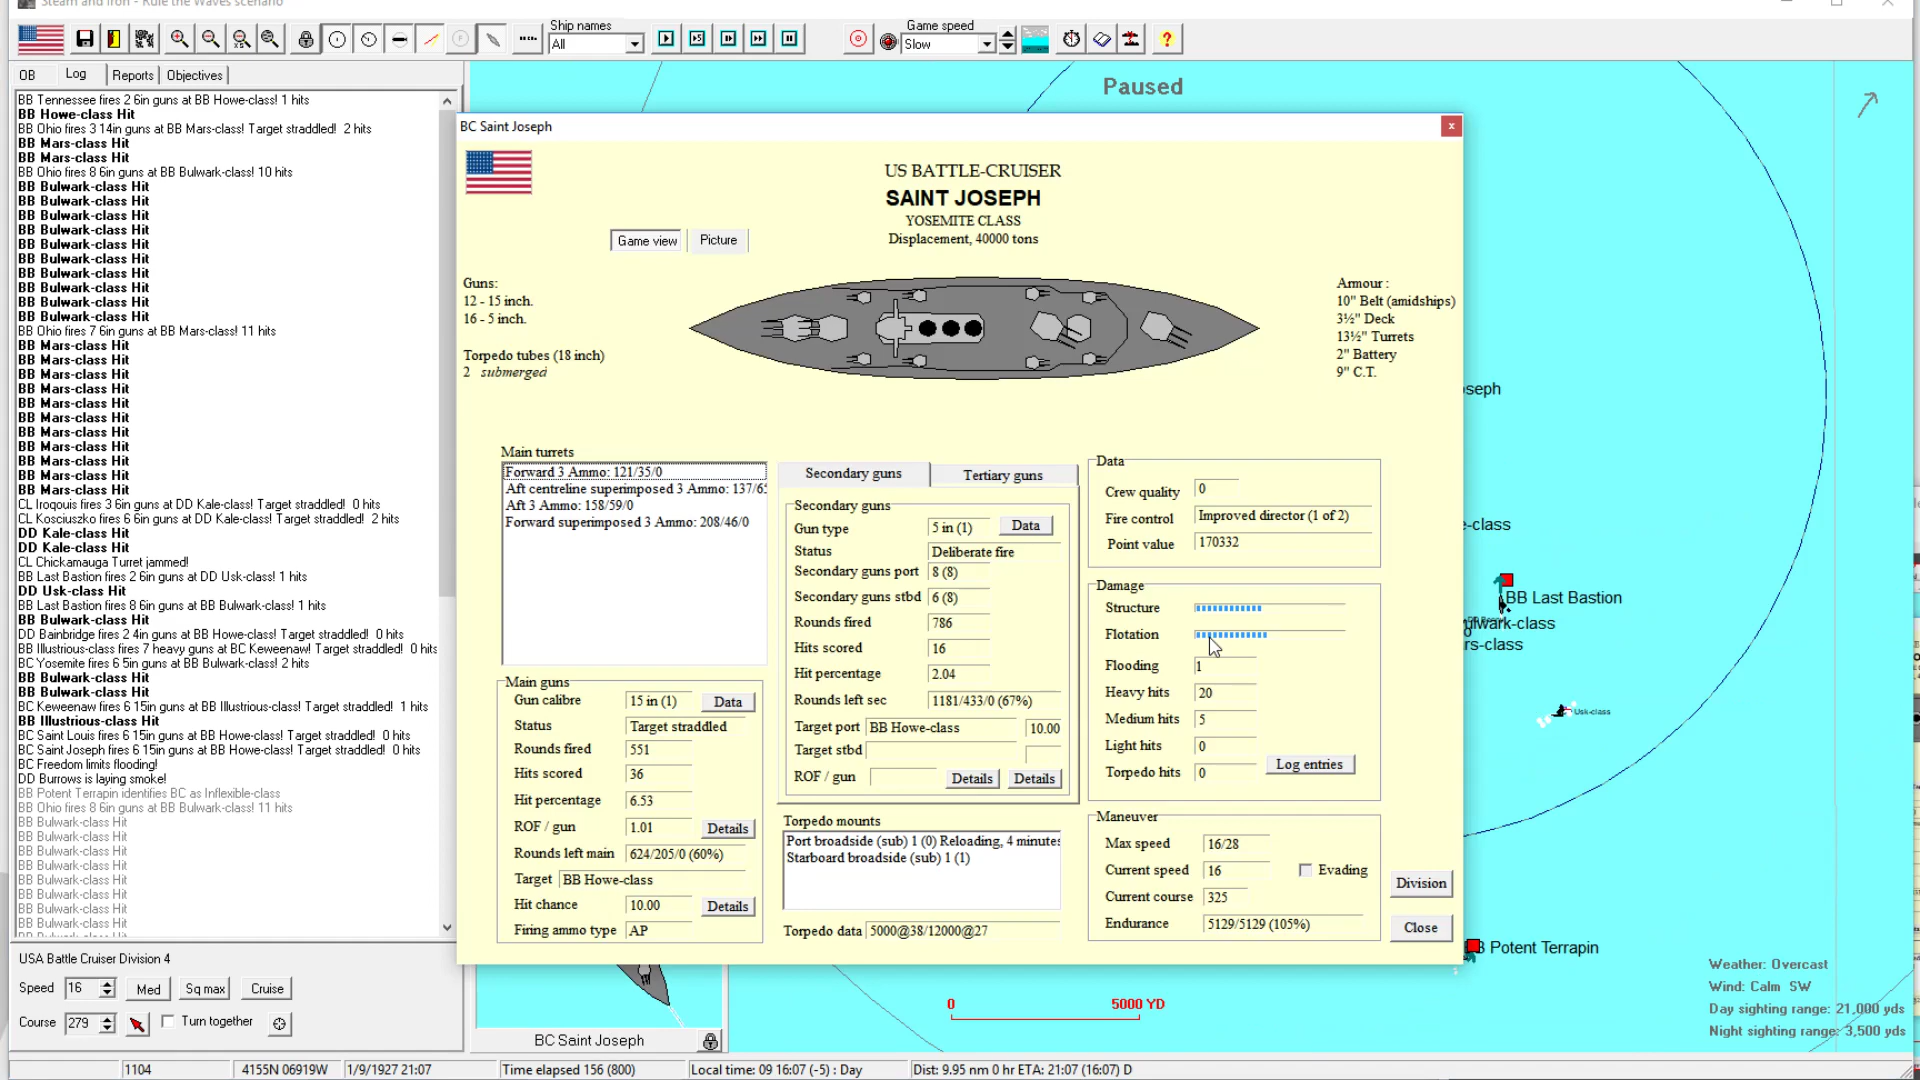 Steam and Iron - Rule the Waves scenario
Ship names
All
Game speed
Slow
OB
Log
Reports
Objectives
BB Tennessee fires 2 6in guns at BB Howe-class! 1 hits
BB Howe-class Hit
BB Ohio fires 3 14in guns at BB Mars-class! Target straddled!  2 hits
BB Mars-class Hit
BB Mars-class Hit
BB Ohio fires 8 6in guns at BB Bulwark-class! 10 hits
BB Bulwark-class Hit
BB Bulwark-class Hit
BB Bulwark-class Hit
BB Bulwark-class Hit
BB Bulwark-class Hit
BB Bulwark-class Hit
BB Bulwark-class Hit
BB Bulwark-class Hit
BB Bulwark-class Hit
BB Bulwark-class Hit
BB Ohio fires 7 6in guns at BB Mars-class! 11 hits
BB Mars-class Hit
BB Mars-class Hit
BB Mars-class Hit
BB Mars-class Hit
BB Mars-class Hit
BB Mars-class Hit
BB Mars-class Hit
BB Mars-class Hit
BB Mars-class Hit
BB Mars-class Hit
BB Mars-class Hit
CL Iroqouis fires 3 6in guns at DD Kale-class! Target straddled!  0 hits
CL Kosciuszko fires 6 6in guns at DD Kale-class! Target straddled!  2 hits
DD Kale-class Hit
DD Kale-class Hit
CL Chickamauga Turret jammed!
BB Last Bastion fires 2 6in guns at DD Usk-class! 1 hits
DD Usk-class Hit
BB Last Bastion fires 8 6in guns at BB Bulwark-class! 1 hits
BB Bulwark-class Hit
DD Bainbridge fires 2 4in guns at BB Howe-class! Target straddled!  0 hits
BB Illustrious-class fires 7 heavy guns at BC Keweenaw! Target straddled!  0 hits
BC Yosemite fires 6 5in guns at BB Bulwark-class! 2 hits
BB Bulwark-class Hit
BB Bulwark-class Hit
BC Keweenaw fires 6 15in guns at BB Illustrious-class! Target straddled!  1 hits
BB Illustrious-class Hit
BC Saint Louis fires 6 15in guns at BB Howe-class! Target straddled!  0 hits
BC Saint Joseph fires 6 15in guns at BB Howe-class! Target straddled!  0 hits
BC Freedom limits flooding!
DD Burrows is laying smoke!
BB Potent Terrapin identifies BC as Inflexible-class
BB Ohio fires 8 6in guns at BB Bulwark-class! 11 hits
BB Bulwark-class Hit
BB Bulwark-class Hit
BB Bulwark-class Hit
BB Bulwark-class Hit
BB Bulwark-class Hit
BB Bulwark-class Hit
BB Bulwark-class Hit
BB Bulwark-class Hit
BB Bulwark-class Hit
USA Battle Cruiser Division 4
Speed 16 Med Sq max Cruise
Course 279 Turn together
BC Saint Joseph
US BATTLE-CRUISER
SAINT JOSEPH
YOSEMITE CLASS
Displacement, 40000 tons
Game view Picture
Guns:
12 - 15 inch.
16 - 5 inch.
Torpedo tubes (18 inch)
2 submerged
Armour :
10" Belt (amidships)
3½" Deck
13½" Turrets
2" Battery
9" C.T.
Main turrets
Forward 3 Ammo: 121/35/0
Aft centreline superimposed 3 Ammo: 137/6
Aft 3 Ammo: 158/59/0
Forward superimposed 3 Ammo: 208/46/0
Main guns
Gun calibre 15 in (1) Data
Status Target straddled
Rounds fired 551
Hits scored 36
Hit percentage 6.53
ROF / gun 1.01 Details
Rounds left main 624/205/0 (60%)
Target BB Howe-class
Hit chance 10.00 Details
Firing ammo type AP
Secondary guns Tertiary guns
Secondary guns
Gun type 5 in (1) Data
Status Deliberate fire
Secondary guns port 8 (8)
Secondary guns stbd 6 (8)
Rounds fired 786
Hits scored 16
Hit percentage 2.04
Rounds left sec 1181/433/0 (67%)
Target port BB Howe-class 10.00
Target stbd
ROF / gun Details Details
Torpedo mounts
Port broadside (sub) 1 (0) Reloading, 4 minutes
Starboard broadside (sub) 1 (1)
Torpedo data 5000@38/12000@27
Data
Crew quality 0
Fire control Improved director (1 of 2)
Point value 170332
Damage
Structure
Flotation
Flooding 1
Heavy hits 20
Medium hits 5
Light hits 0
Torpedo hits 0
Log entries
Maneuver
Max speed 16/28
Current speed 16 Evading
Current course 325
Endurance 5129/5129 (105%)
Division
Close
Paused
seph
-class
BB Last Bastion
wark-class
rs-class
Usk-class
Potent Terrapin
Weather: Overcast
Wind: Calm  SW
Day sighting range: 21,000 yds
Night sighting range: 3,500 yds
0 5000 YD
BC Saint Joseph
1104
4155N 06919W
1/9/1927 21:07
Time elapsed 156 (800)
Local time: 09 16:07 (-5) : Day
Dist: 9.95 nm 0 hr ETA: 21:07 (16:07) D